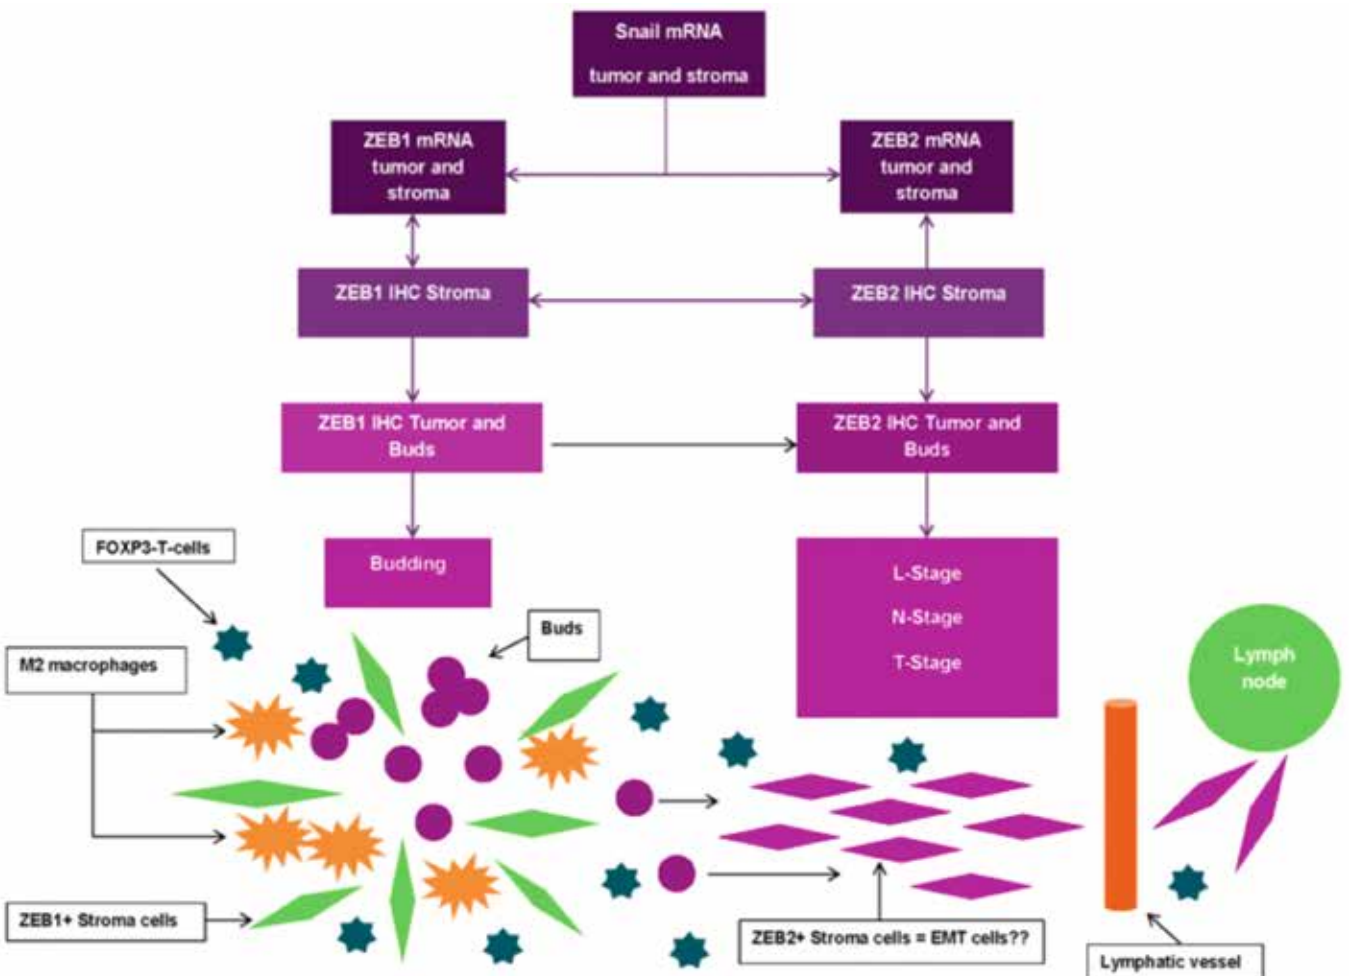 Snail mRNA
tumor and stroma
ZEB1 mRNA
tumor and
stroma
ZEB2 mRNA
tumor and
stroma
ZEB1 IHC Stroma
ZEB2 IHC Stroma
ZEB1 IHC Tumor and
Buds
ZEB2 IHC Tumor and
Buds
FOXP3-T-cells
Budding
L-Stage
N-Stage
T-Stage
Buds
M2 macrophages
Lymph
node
ZEB1+ Stroma cells
ZEB2+ Stroma cells = EMT cells??
Lymphatic vessel